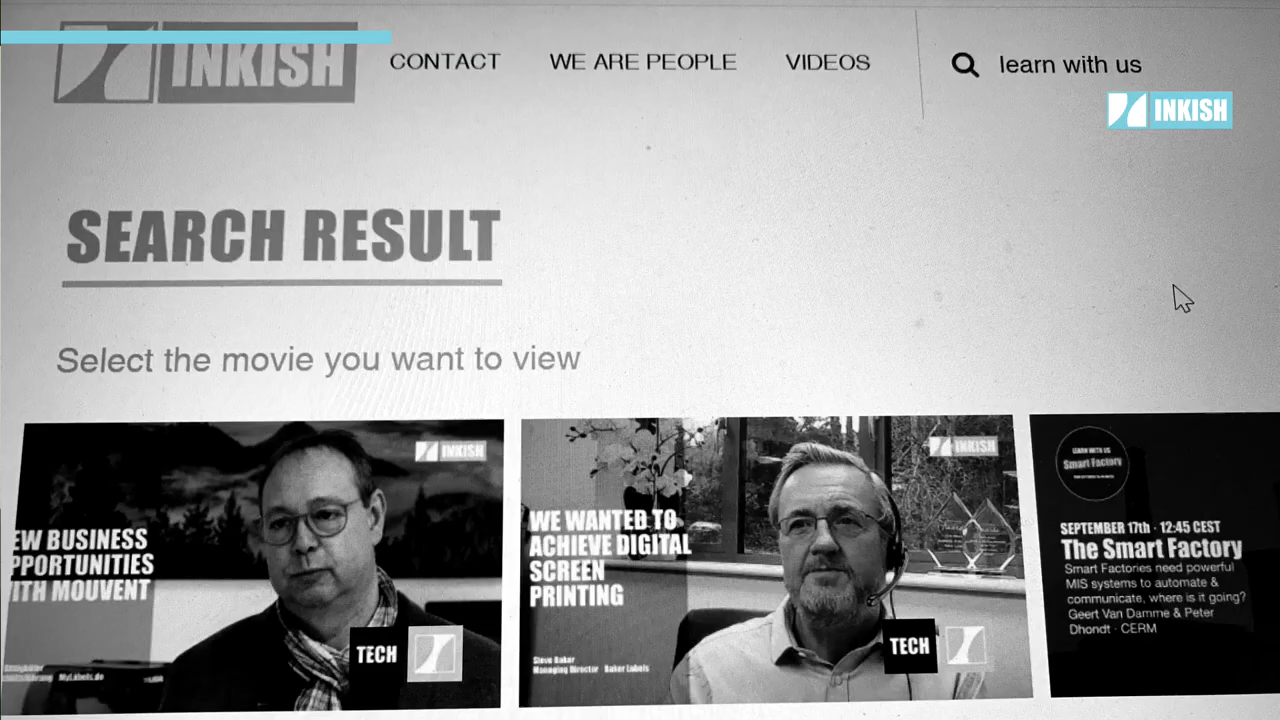 INKISH
CONTACT
WE ARE PEOPLE
VIDEOS
learn with us
INKISH
SEARCH RESULT
Select the movie you want to view
INKISH
EW BUSINESS
PPORTUNITIES
ITH MOUVENT
MyLabels.de
TECH
INKISH
WE WANTED TO
ACHIEVE DIGITAL
SCREEN
PRINTING
Steve Baker
Managing Director Baker Labels
TECH
LEARN WITH US
Smart Factory
SEPTEMBER 17th · 12:45 CEST
The Smart Factory
Smart Factories need powerful
MIS systems to automate &
communicate, where is it going?
Geert Van Damme & Peter
Dhondt · CERM